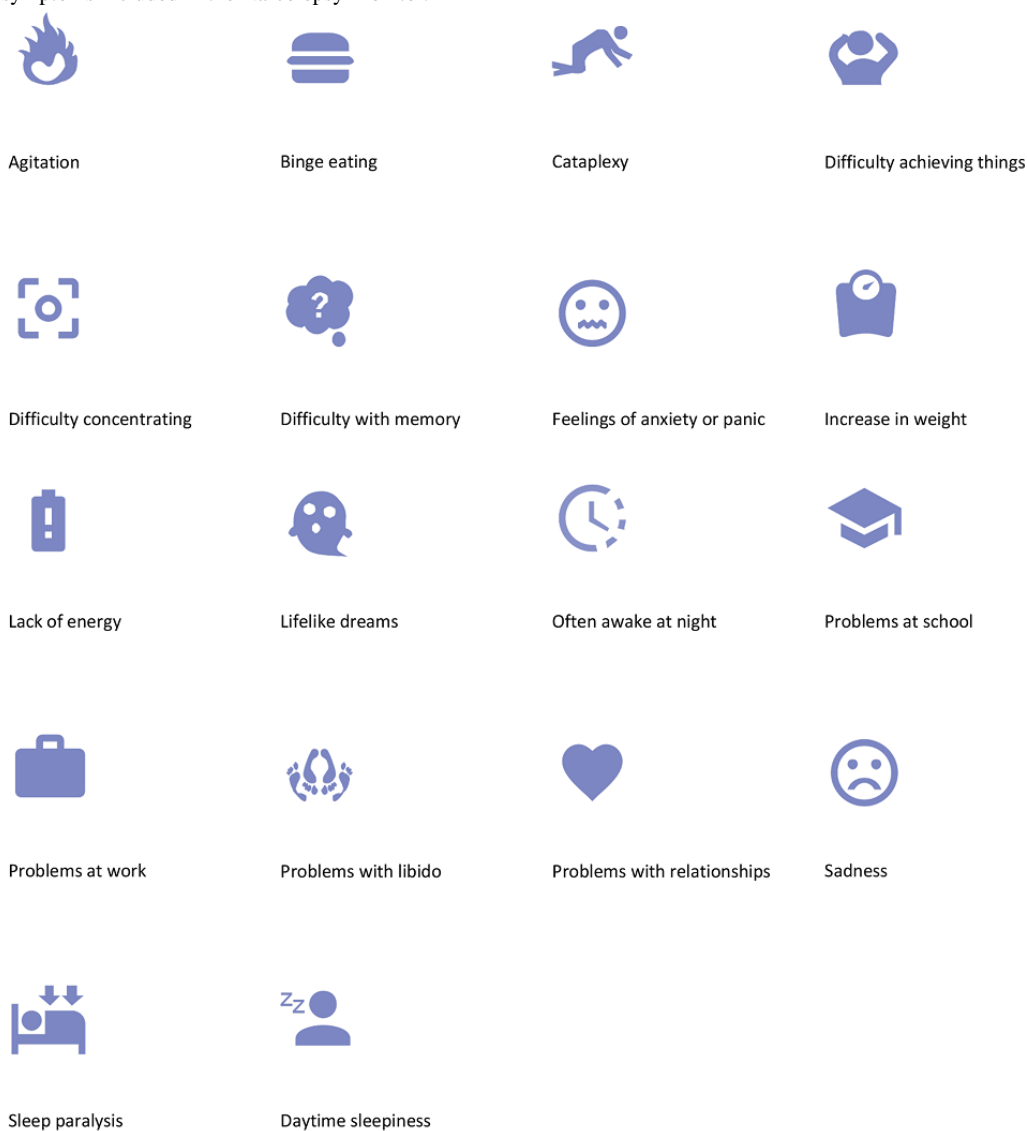 Agitation
Binge eating
Cataplexy
Difficulty achieving things
?
Difficulty concentrating
Difficulty with memory
Feelings of anxiety or panic
Increase in weight
!
Lack of energy
Lifelike dreams
Often awake at night
Problems at school
Problems at work
Problems with libido
Problems with relationships
Sadness
ZZ
Sleep paralysis
Daytime sleepiness